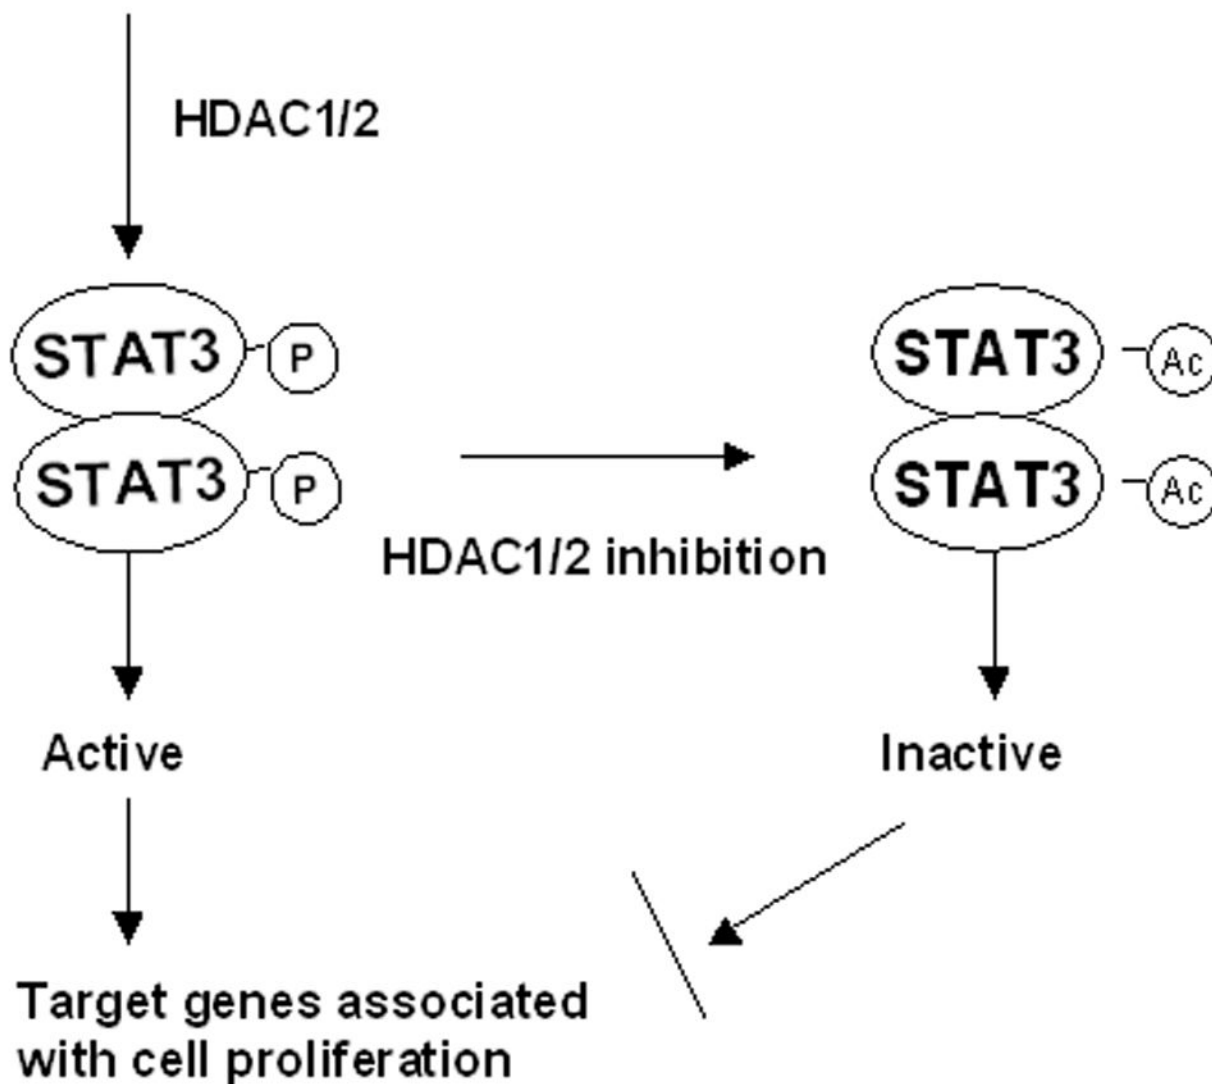 HDAC1/2
STAT3 P
STAT3 P
HDAC1/2 inhibition
STAT3 Ac
STAT3 Ac
Active
Inactive
Target genes associated
with cell proliferation